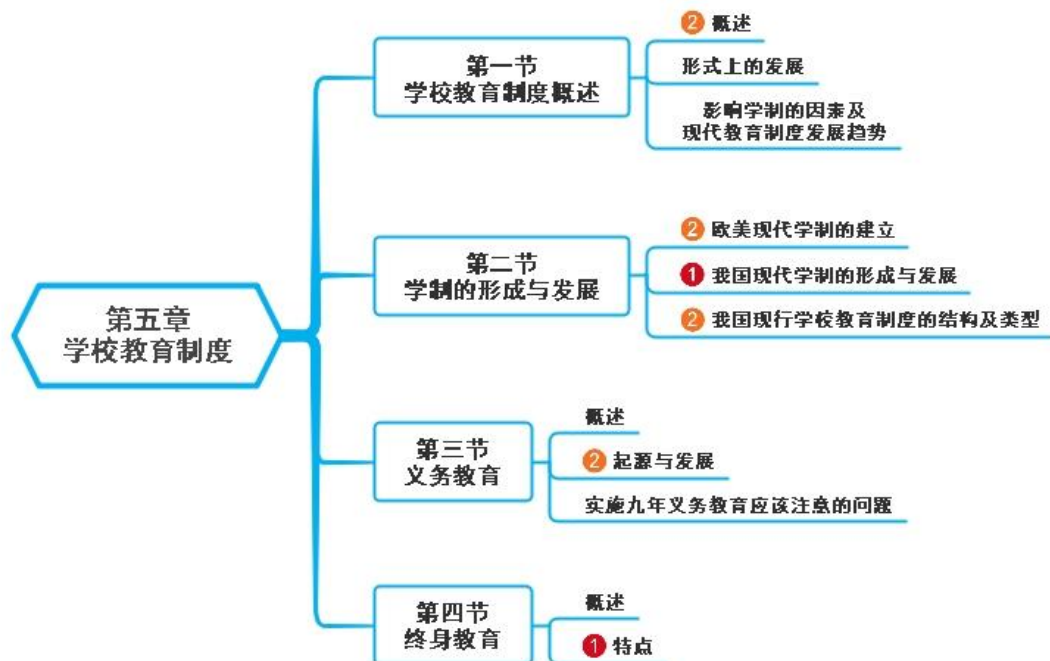 第五章
学校教育制度
第一节
学校教育制度概述
2 概述
形式上的发展
影响学制的因素及
现代教育制度发展趋势
第二节
学制的形成与发展
2 欧美现代学制的建立
1 我国现代学制的形成与发展
2 我国现行学校教育制度的结构及类型
第三节
义务教育
概述
2 起源与发展
实施九年义务教育应该注意的问题
第四节
终身教育
概述
1 特点